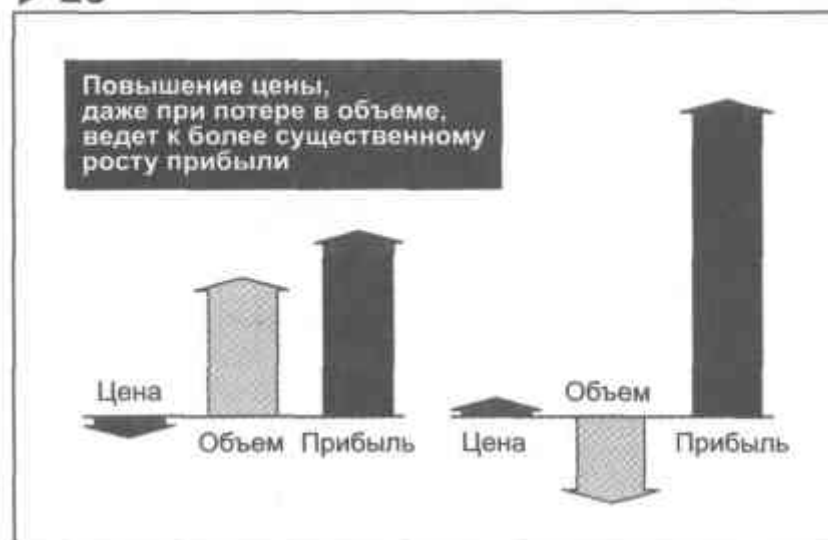 Повышение цены,
даже при потере в объеме,
ведет к более существенному
росту прибыли
Цена
Объем Прибыль
Объем
Цена
Прибыль